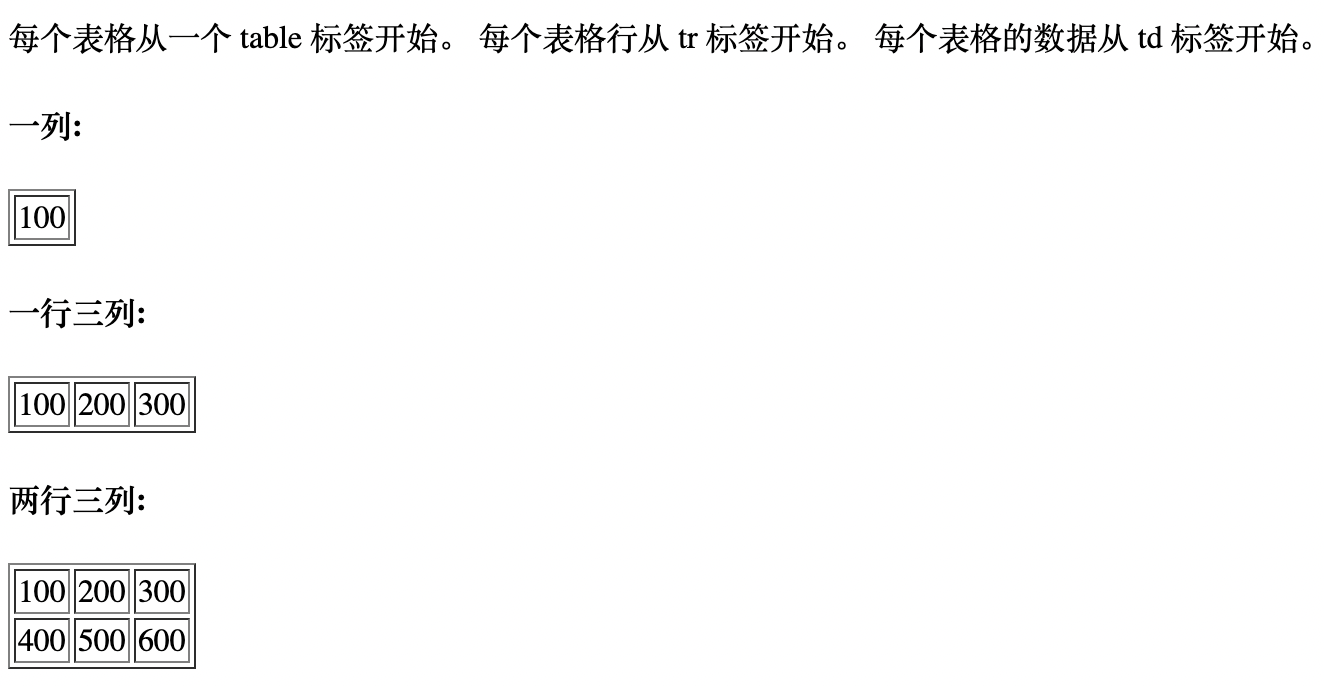 每个表格从一个 table 标签开始。 每个表格行从 tr 标签开始。 每个表格的数据从 td 标签开始。
一列:
100
一行三列:
100 200 300
两行三列:
100 200 300
400 500 600